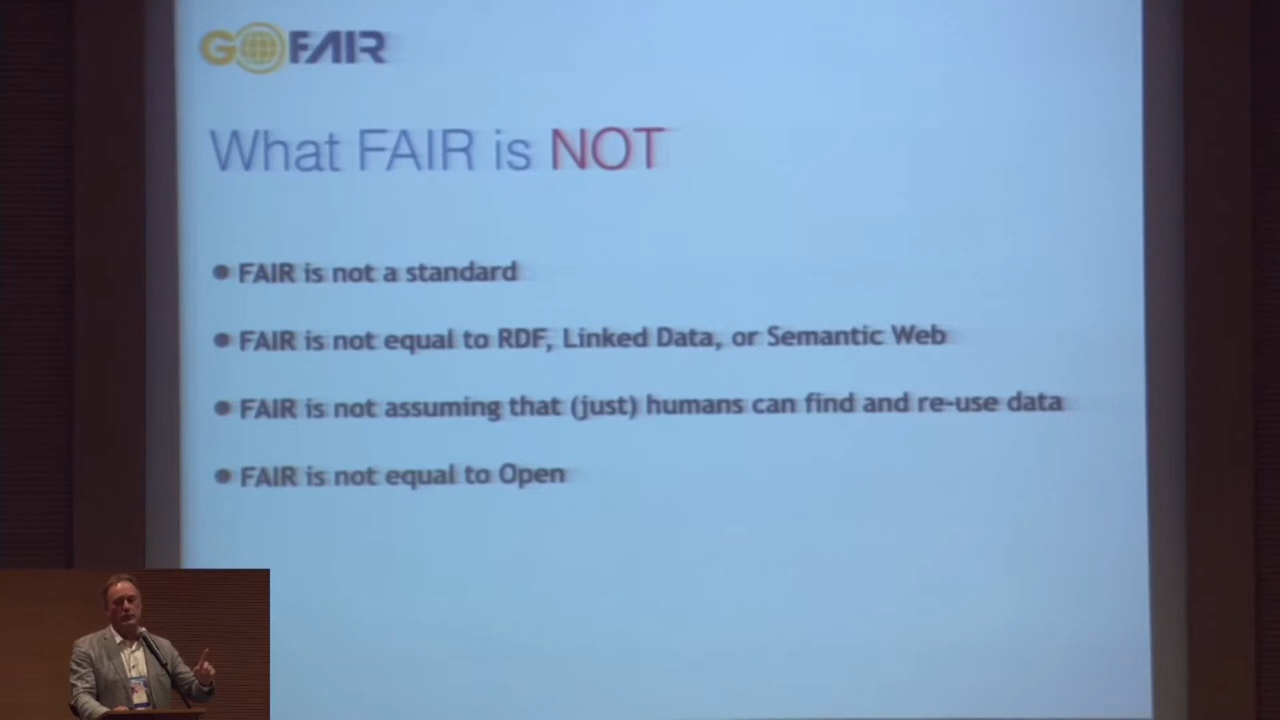 GO FAIR
What FAIR is NOT
• FAIR is not a standard
• FAIR is not equal to RDF, Linked Data, or Semantic Web
• FAIR is not assuming that (just) humans can find and re-use data
• FAIR is not equal to Open